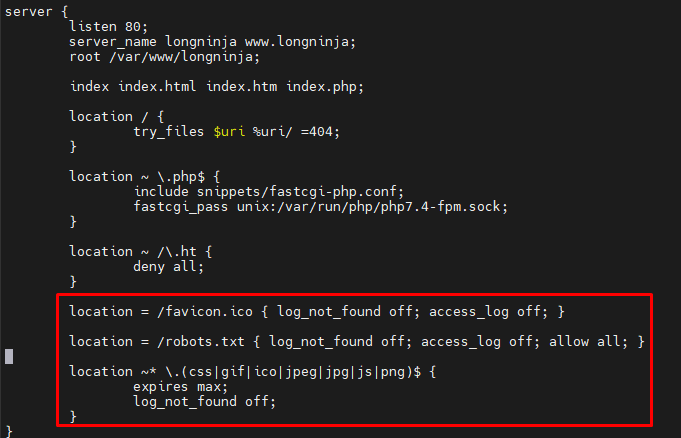 server {
listen 80;
server_name longninja www.longninja;
root /var/www/longninja;
index index.html index.htm index.php;
location / {
try_files $uri %uri/ =404;
}
location ~ \.php$ {
include snippets/fastcgi-php.conf;
fastcgi_pass unix:/var/run/php/php7.4-fpm.sock;
}
location ~ /\.ht {
deny all;
}
location = /favicon.ico { log_not_found off; access_log off; }
location = /robots.txt { log_not_found off; access_log off; allow all; }
location ~* \.(css|gif|ico|jpeg|jpg|js|png)$ {
expires max;
log_not_found off;
}
}